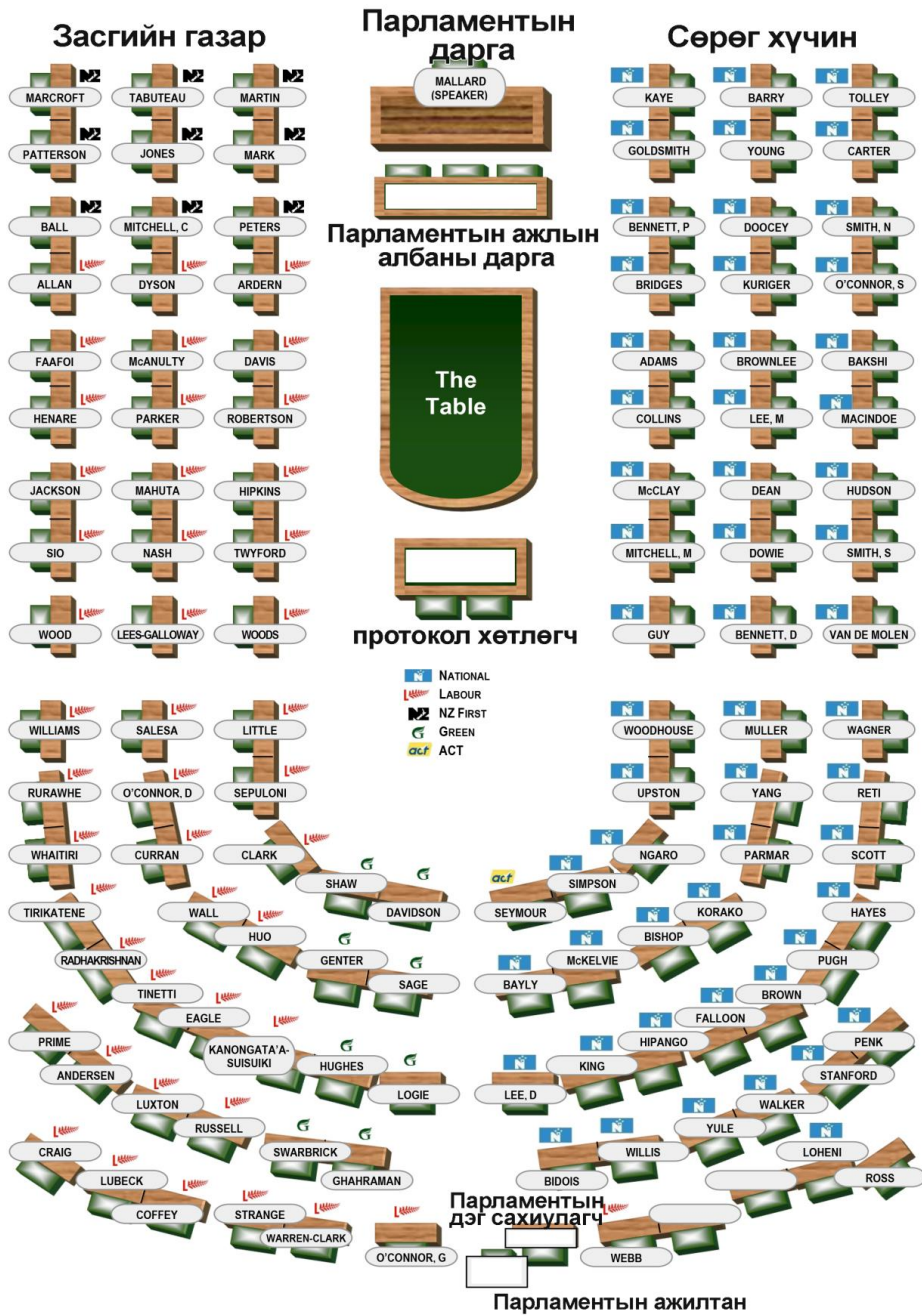 Засгийн газар
Парламентын
дарга
Сөрөг хүчин
MALLARD
(SPEAKER)
MARCROFT TABUTEAU MARTIN
KAYE BARRY TOLLEY
PATTERSON JONES MARK
GOLDSMITH YOUNG CARTER
BALL MITCHELL, C PETERS
BENNETT, P DOOCEY SMITH, N
Парламентын ажлын
албаны дарга
ALLAN DYSON ARDERN
BRIDGES KURIGER O'CONNOR, S
FAAFOI McANULTY DAVIS
ADAMS BROWNLEE BAKSHI
The
Table
HENARE PARKER ROBERTSON
COLLINS LEE, M MACINDOE
JACKSON MAHUTA HIPKINS
McCLAY DEAN HUDSON
SIO NASH TWYFORD
MITCHELL, M DOWIE SMITH, S
WOOD LEES-GALLOWAY WOODS
протокол хөтлөгч
GUY BENNETT, D VAN DE MOLEN
NATIONAL
LABOUR
NZ FIRST
GREEN
act ACT
WILLIAMS SALESA LITTLE
WOODHOUSE MULLER WAGNER
RURAWHE O'CONNOR, D SEPULONI
UPSTON YANG RETI
WHAITIRI CURRAN CLARK
NGARO PARMAR SCOTT
SHAW
DAVIDSON
act
SEYMOUR
SIMPSON
TIRIKATENE WALL
KORAKO HAYES
HUO
BISHOP
RADHAKRISHNAN GENTER
McKELVIE PUGH
SAGE
BAYLY
TINETTI
BROWN
EAGLE
FALLOON
PRIME
KANONGATA'A-
SUISUIKI
HIPANGO PENK
HUGHES
KING
ANDERSEN
STANFORD
LOGIE
LEE, D
LUXTON
WALKER
RUSSELL
YULE
CRAIG SWARBRICK
WILLIS LOHENI
LUBECK GHAHRAMAN
BIDOIS ROSS
Парламентын
дэг сахиулагч
COFFEY STRANGE
WARREN-CLARK
O'CONNOR, G
WEBB
Парламентын ажилтан